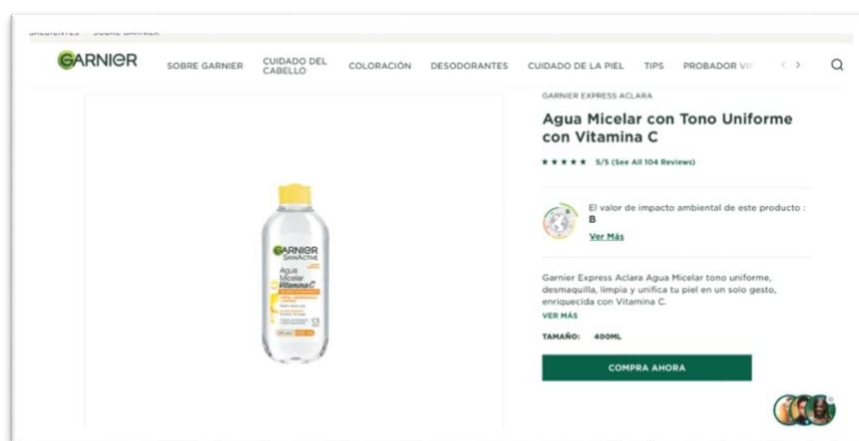 GARNIER
SOBRE GARNIER
CUIDADO DEL
CABELLO
COLORACIÓN
DESODORANTES
CUIDADO DE LA PIEL
TIPS
PROBADOR
GARNIER EXPRESS ACLARA
Agua Micelar con Tono Uniforme
con Vitamina C
★★★★★ 5/5 (See All 104 Reviews)
El valor de impacto ambiental de este producto :
B
Ver Más
GARNIER
SKINACTIVE
Agua
Micelar
Vitamina C
Garnier Express Aclara Agua Micelar tono uniforme,
desmaquilla, limpia y unifica tu piel en un solo gesto,
enriquecida con Vitamina C.
VER MÁS
TAMAÑO: 400ML
COMPRA AHORA